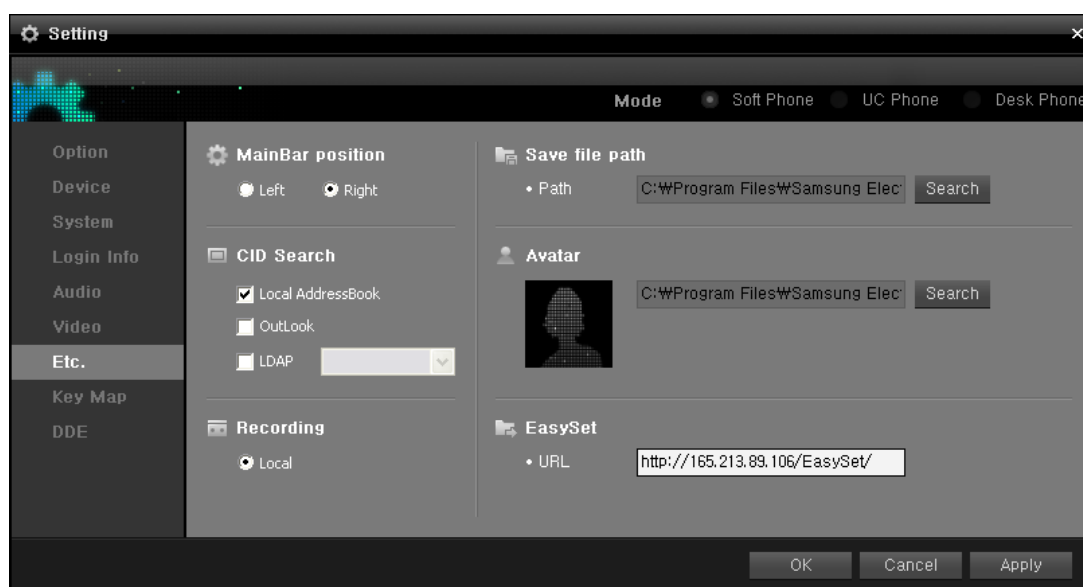 Setting
Mode Soft Phone UC Phone Desk Phone
Option
Device
System
Login Info
Audio
Video
Etc.
Key Map
DDE
MainBar position
Left Right
CID Search
Local AddressBook
OutLook
LDAP
Recording
Local
Save file path
• Path C:₩Program Files₩Samsung Elec Search
Avatar
C:₩Program Files₩Samsung Elec Search
EasySet
• URL http://165.213.89.106/EasySet/
OK Cancel Apply